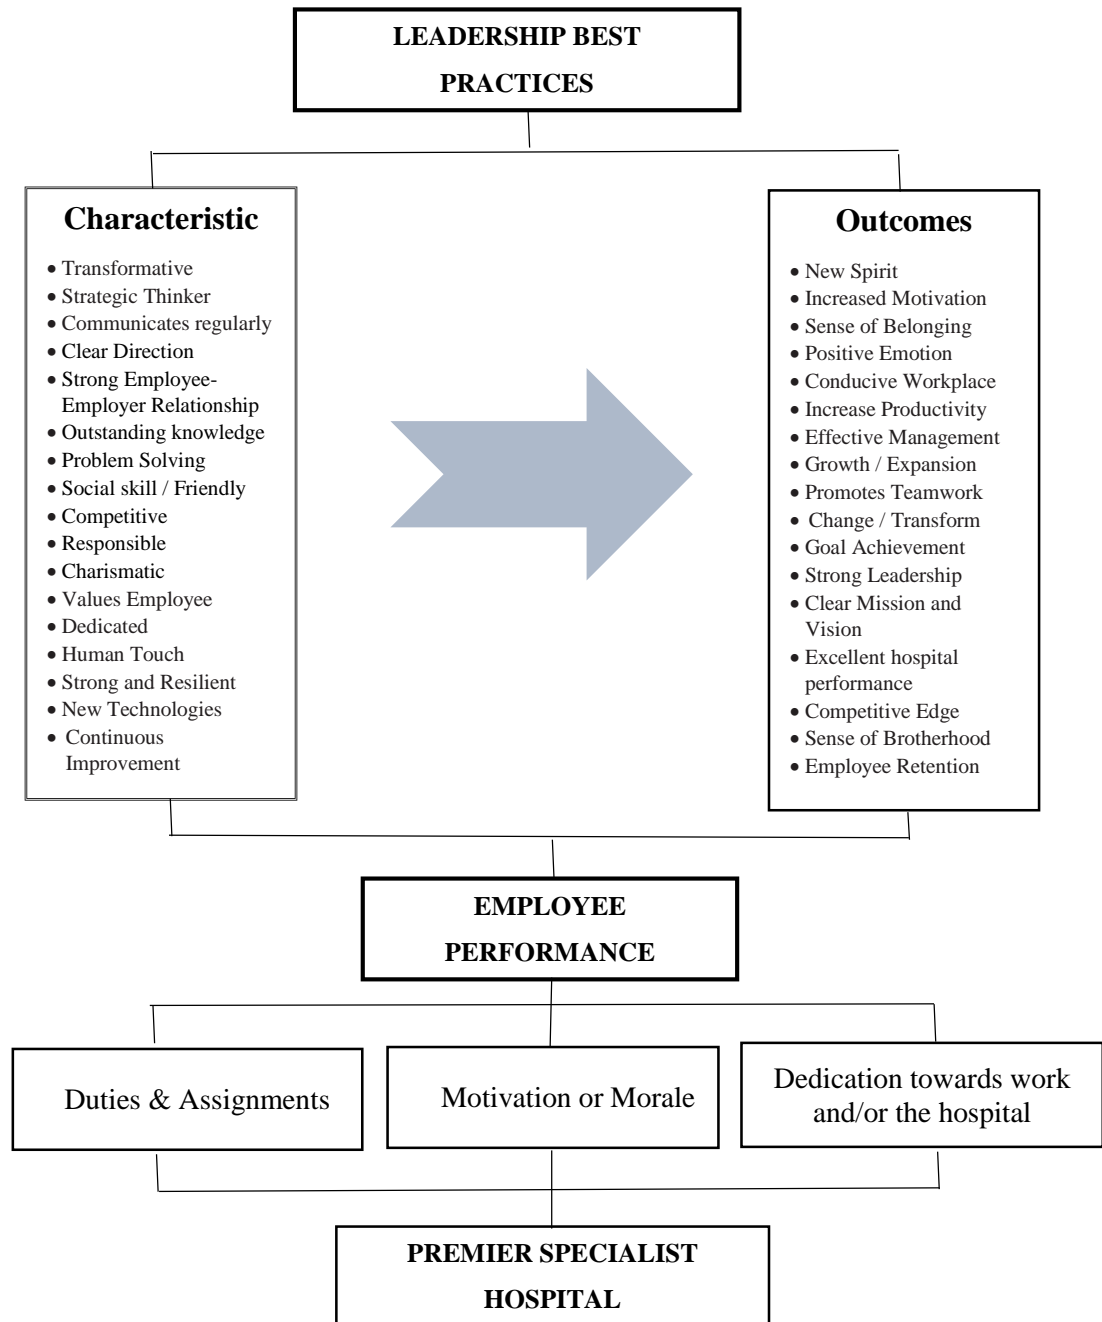 LEADERSHIP BEST
PRACTICES
Characteristic
• Transformative
• Strategic Thinker
• Communicates regularly
• Clear Direction
• Strong Employee-
Employer Relationship
• Outstanding knowledge
• Problem Solving
• Social skill / Friendly
• Competitive
• Responsible
• Charismatic
• Values Employee
• Dedicated
• Human Touch
• Strong and Resilient
• New Technologies
• Continuous
Improvement
Outcomes
• New Spirit
• Increased Motivation
• Sense of Belonging
• Positive Emotion
• Conducive Workplace
• Increase Productivity
• Effective Management
• Growth / Expansion
• Promotes Teamwork
• Change / Transform
• Goal Achievement
• Strong Leadership
• Clear Mission and
Vision
• Excellent hospital
performance
• Competitive Edge
• Sense of Brotherhood
• Employee Retention
EMPLOYEE
PERFORMANCE
Duties & Assignments
Motivation or Morale
Dedication towards work
and/or the hospital
PREMIER SPECIALIST
HOSPITAL